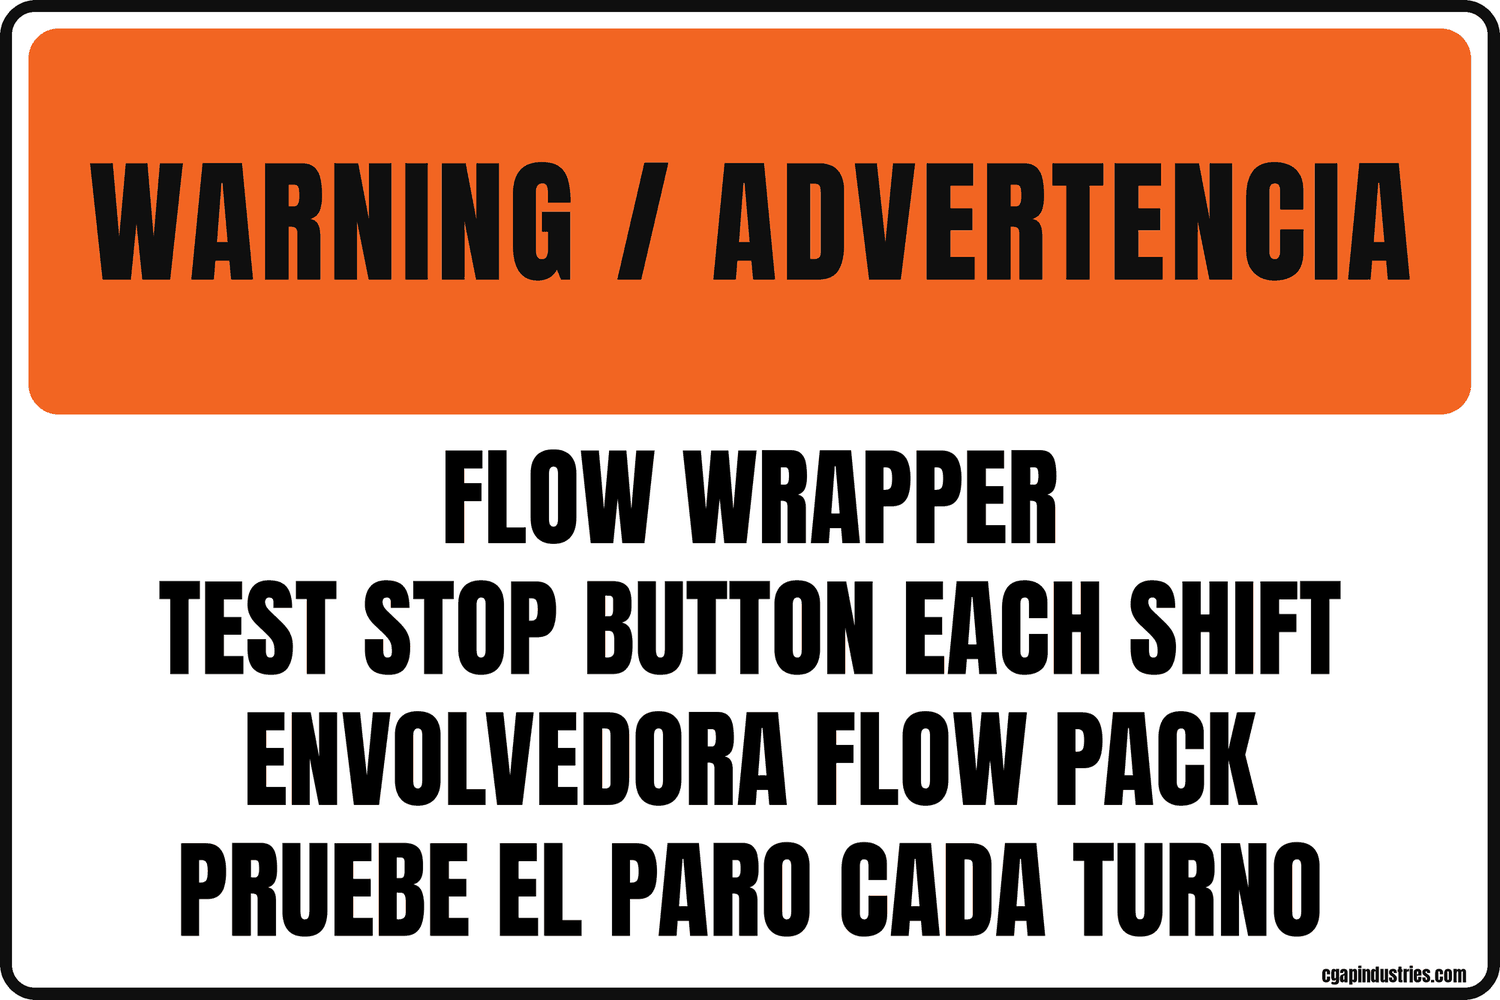 WARNING / ADVERTENCIA
FLOW WRAPPER
TEST STOP BUTTON EACH SHIFT
ENVOLVEDORA FLOW PACK
PRUEBE EL PARO CADA TURNO
cgapindustries.com